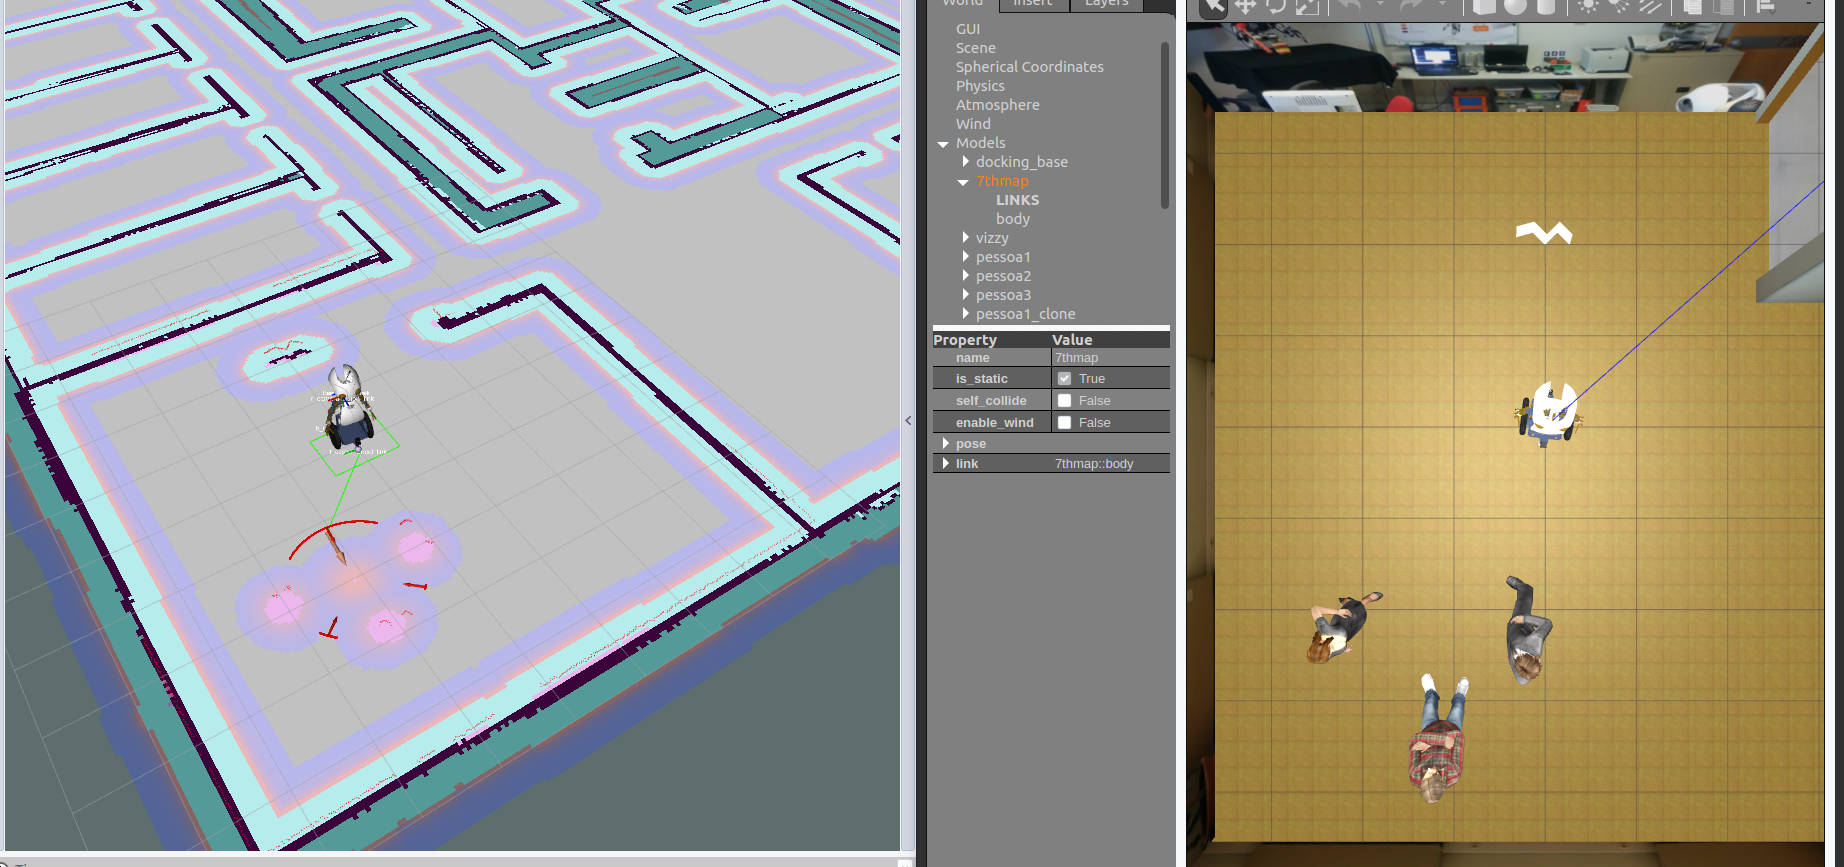 World Insert Layers
GUI
Scene
Spherical Coordinates
Physics
Atmosphere
Wind
Models
docking_base
7thmap
LINKS
body
vizzy
pessoa1
pessoa2
pessoa3
pessoa1_clone
Property Value
name 7thmap
is_static True
self_collide False
enable_wind False
pose
link 7thmap::body